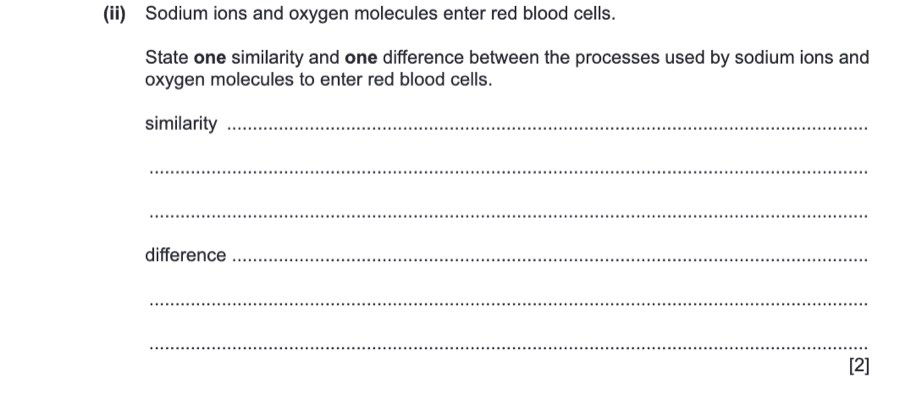 (ii) Sodium ions and oxygen molecules enter red blood cells.
State one similarity and one difference between the processes used by sodium ions and
oxygen molecules to enter red blood cells.
similarity ................................................................
................................................................
................................................................
difference ................................................................
................................................................
................................................................
[2]